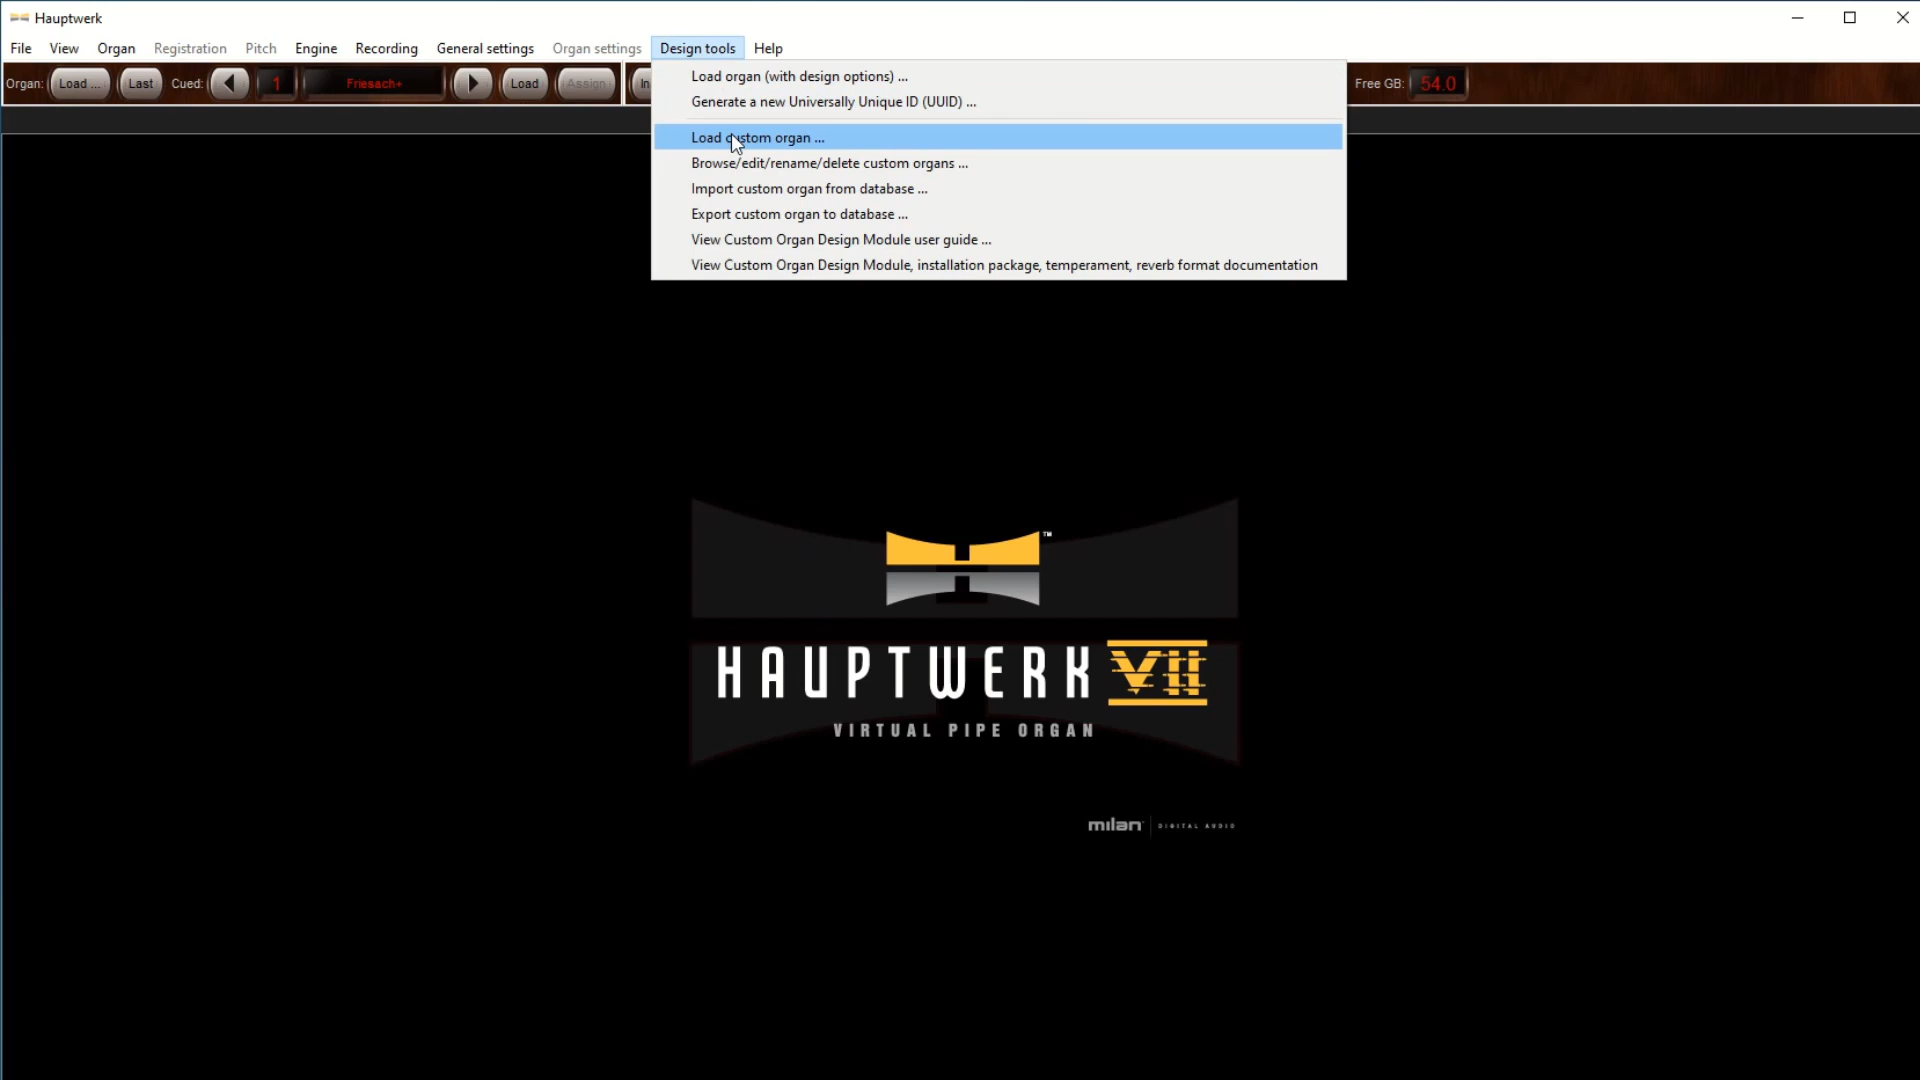 Hauptwerk
File View Organ Registration Pitch Engine Recording General settings Organ settings Design tools Help
Organ: Load ... Last Cued: 1 Friesach+ Load Assign In Free GB: 54.0
Load organ (with design options) ...
Generate a new Universally Unique ID (UUID) ...
Load custom organ ...
Browse/edit/rename/delete custom organs ...
Import custom organ from database ...
Export custom organ to database ...
View Custom Organ Design Module user guide ...
View Custom Organ Design Module, installation package, temperament, reverb format documentation
TM
HAUPTWERK VII
VIRTUAL PIPE ORGAN
milan DIGITAL AUDIO